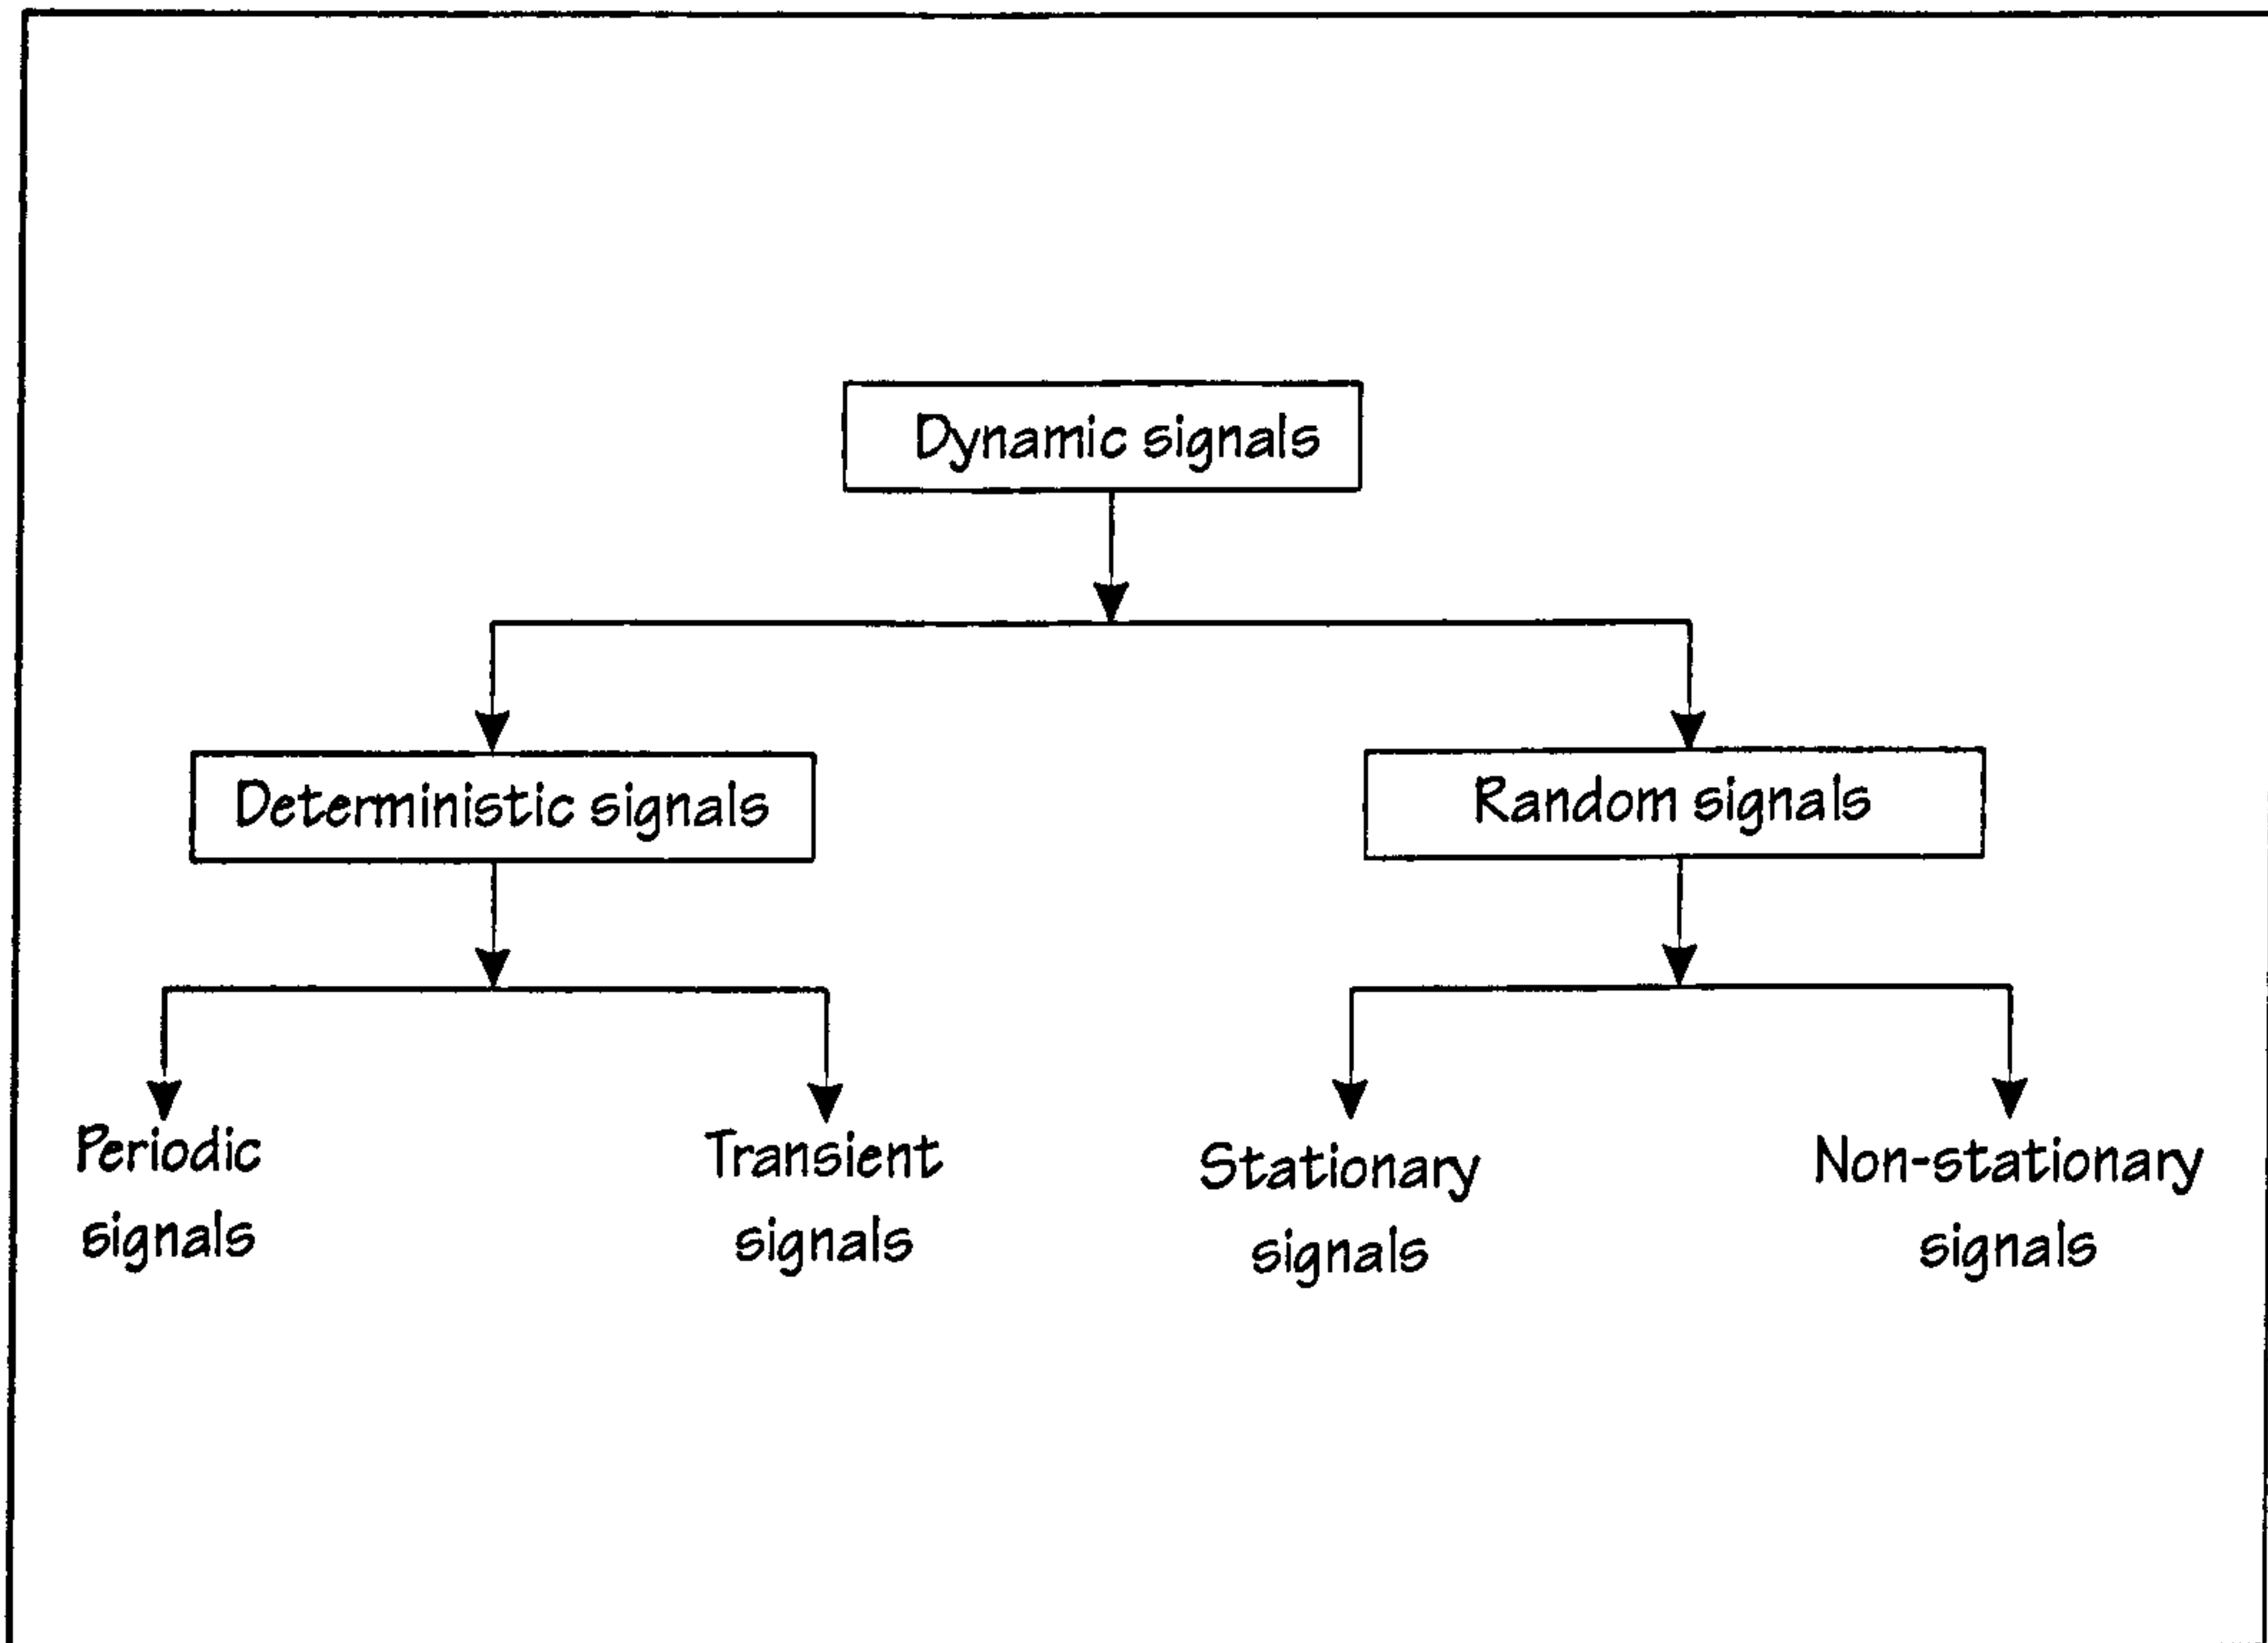 Dynamic signals
Deterministic signals
Random signals
Periodic
signals
Transient
signals
Stationary
signals
Non-stationary
signals